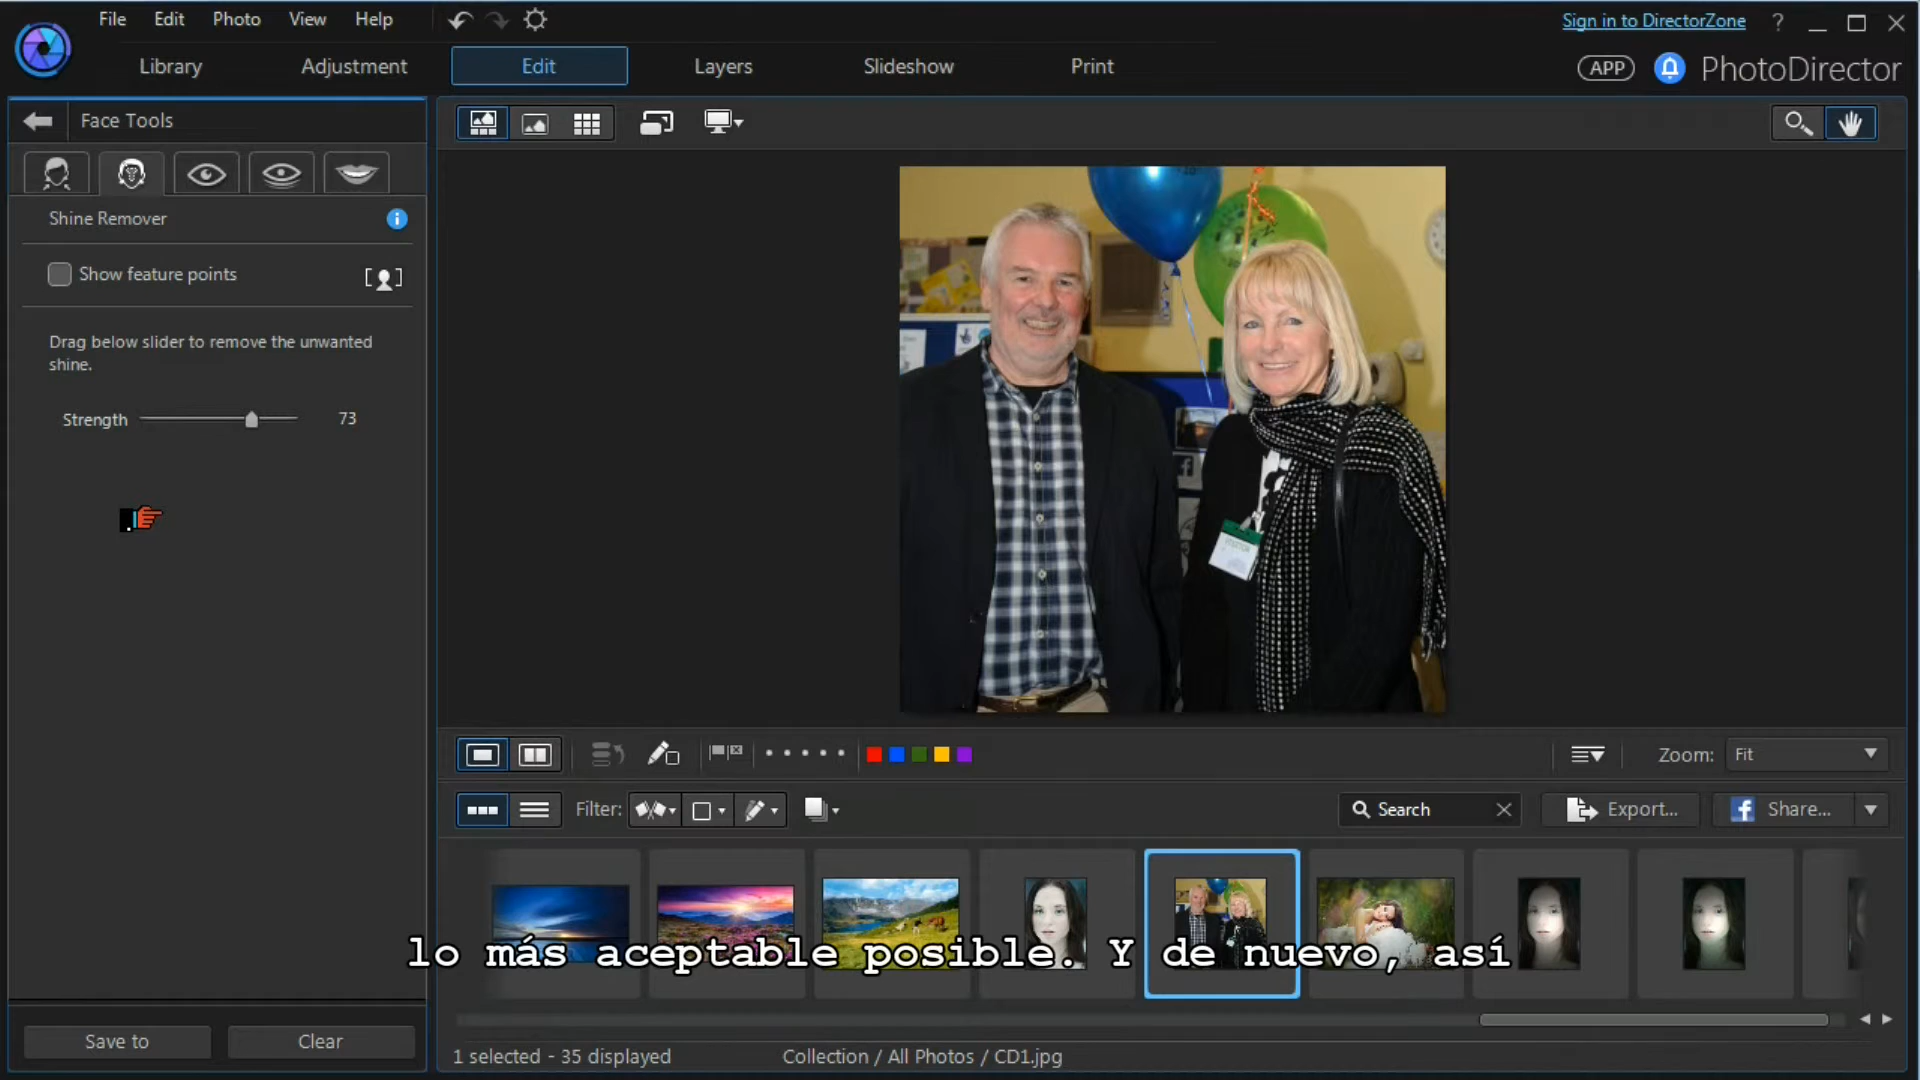 File Edit Photo View Help
Sign in to DirectorZone ?
Library Adjustment Edit Layers Slideshow Print
APP PhotoDirector
Face Tools
Shine Remover
Show feature points
Drag below slider to remove the unwanted
shine.
Strength 73
Zoom: Fit
Filter:
Search
Export...
Share...
lo más aceptable posible. Y de nuevo, así
Save to Clear
1 selected - 35 displayed Collection / All Photos / CD1.jpg